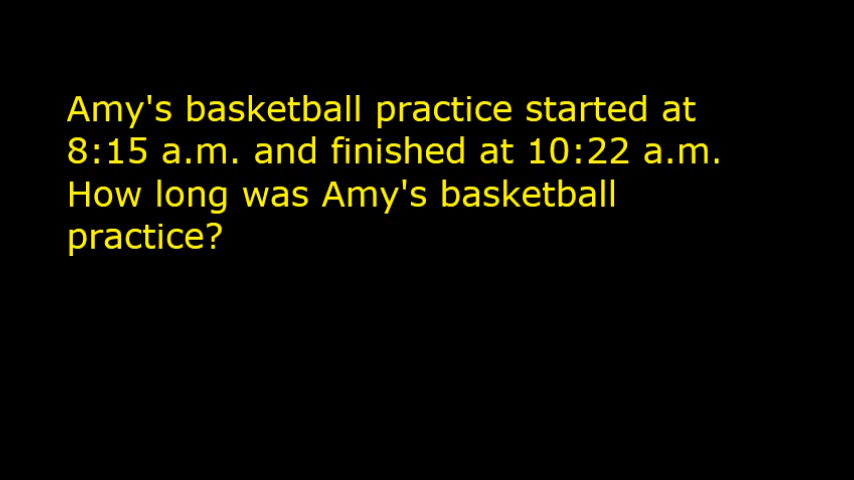 Amy's basketball practice started at
8:15 a.m. and finished at 10:22 a.m.
How long was Amy's basketball
practice?